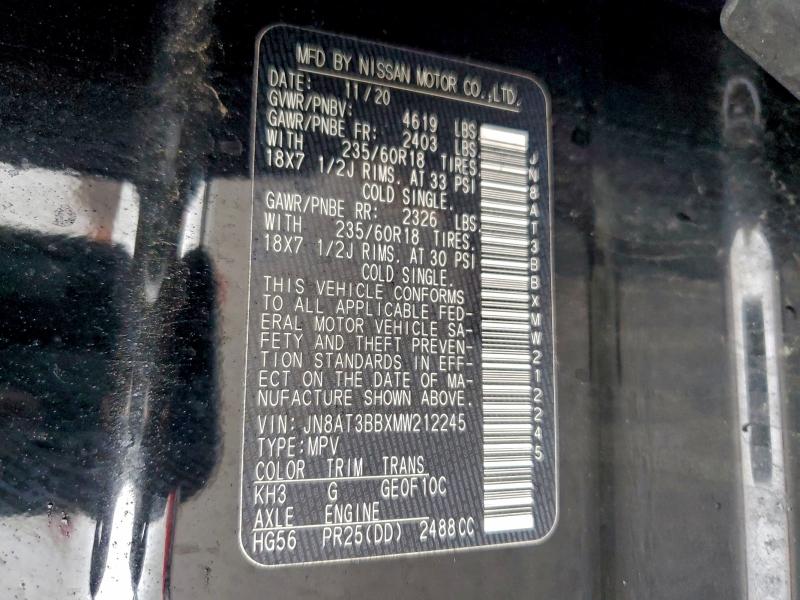 MFD BY NISSAN MOTOR CO.,LTD.
DATE: 11/20
GVWR/PNBV: 4619 LBS
GAWR/PNBE FR: 2403 LBS
WITH 235/60R18 TIRES,
18X7 1/2J RIMS, AT 33 PSI
COLD SINGLE.
GAWR/PNBE RR: 2326 LBS
WITH 235/60R18 TIRES,
18X7 1/2J RIMS, AT 30 PSI
COLD SINGLE.
THIS VEHICLE CONFORMS
TO ALL APPLICABLE FED-
ERAL MOTOR VEHICLE SA-
FETY AND THEFT PREVEN-
TION STANDARDS IN EFF-
ECT ON THE DATE OF MA-
NUFACTURE SHOWN ABOVE.
VIN: JN8AT3BBXMW212245
TYPE:MPV
COLOR TRIM TRANS
KH3 G GE0F10C
AXLE ENGINE
HG56 PR25(DD) 2488CC
JN8AT3BBXMW212245